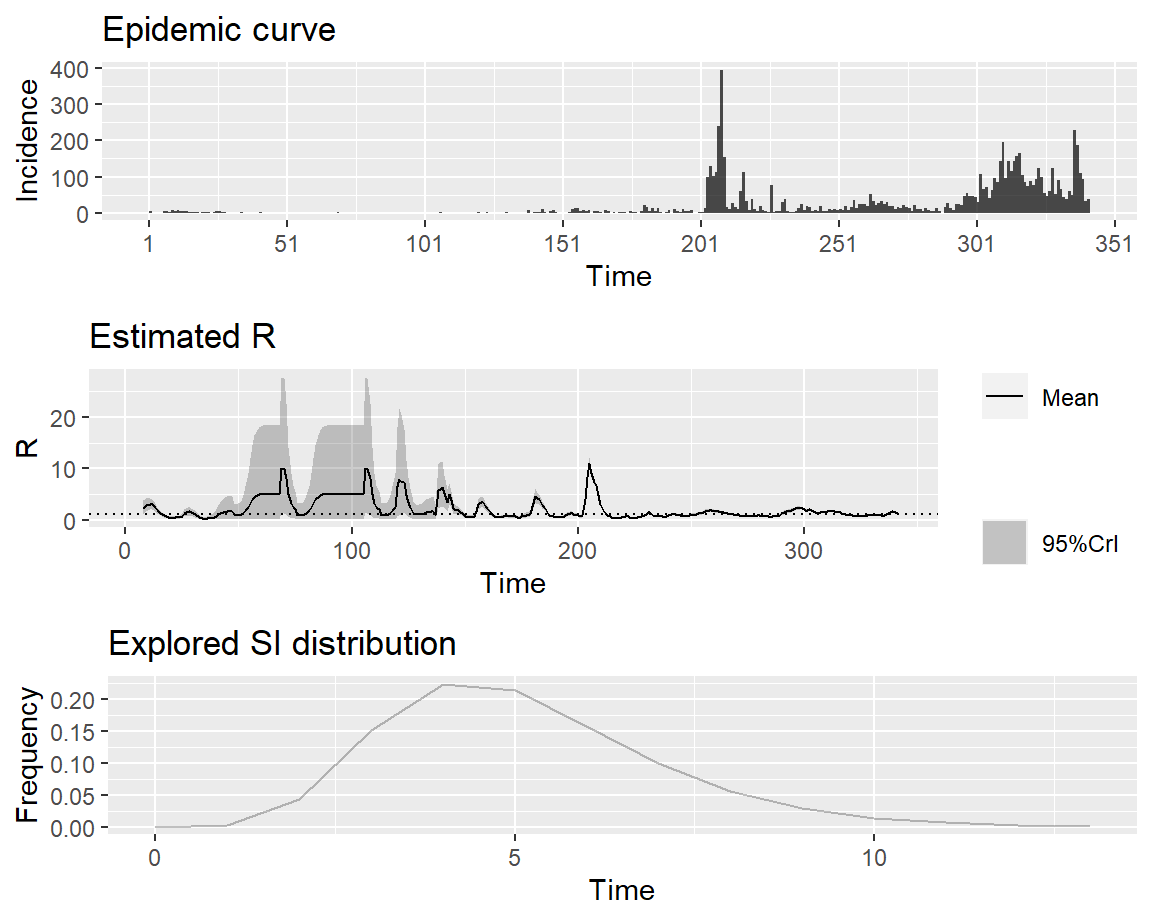 Epidemic curve
400
300
200
100
0
Incidence
1 51 101 151 201 251 301 351
Time
Estimated R
20
10
0
R
0 100 200 300
Time
Mean
95%CrI
Explored SI distribution
0.20
0.15
0.10
0.05
0.00
Frequency
0 5 10
Time